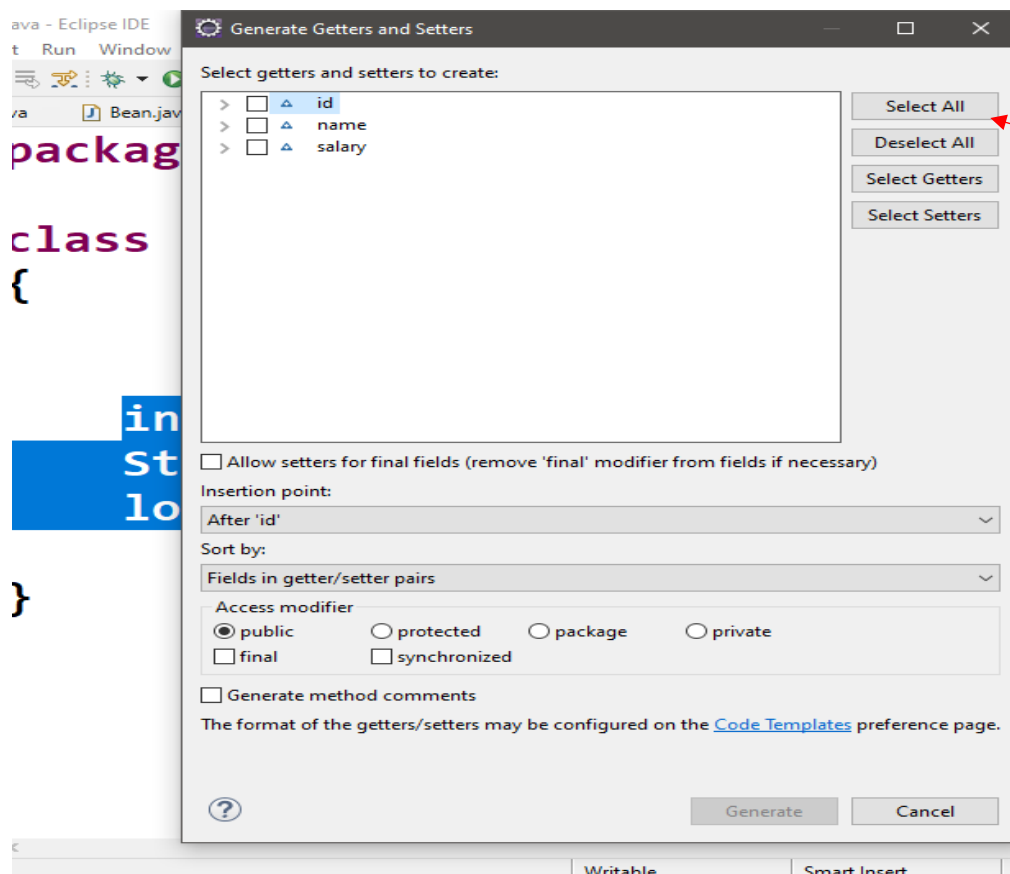 ava - Eclipse IDE
t Run Window
va Bean.jav
packag
class
{
in
St
lo
}
Generate Getters and Setters
Select getters and setters to create:
id
name
salary
Select All
Deselect All
Select Getters
Select Setters
Allow setters for final fields (remove 'final' modifier from fields if necessary)
Insertion point:
After 'id'
Sort by:
Fields in getter/setter pairs
Access modifier
public protected package private
final synchronized
Generate method comments
The format of the getters/setters may be configured on the Code Templates preference page.
? Generate Cancel
Writable Smart Insert